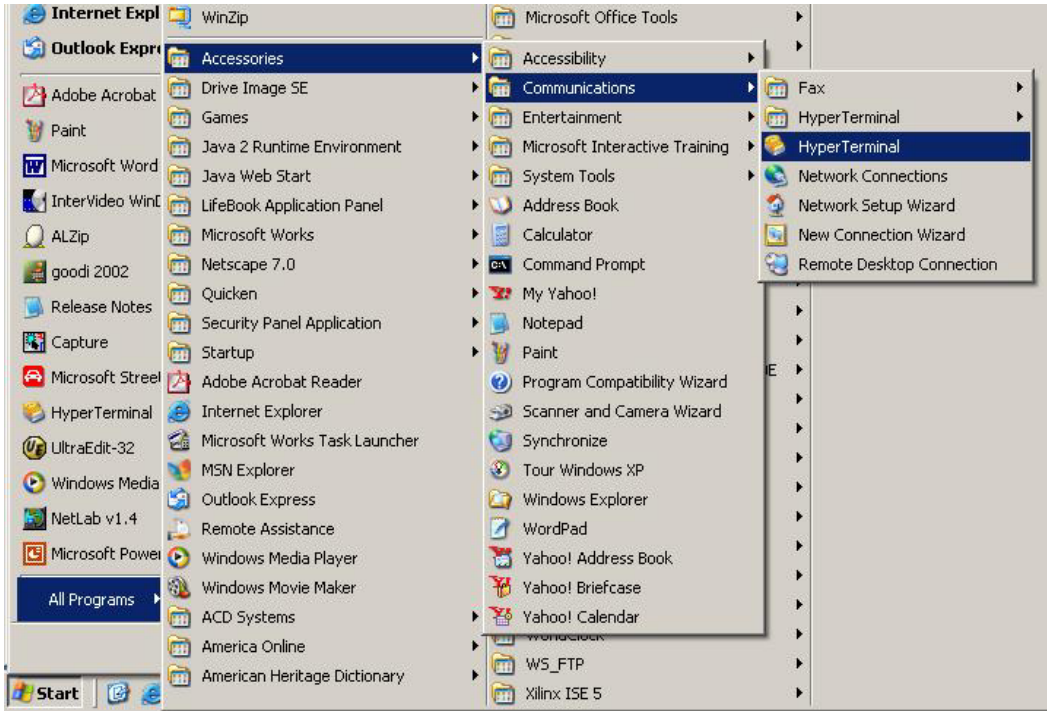 Internet Expl
Outlook Expre
Adobe Acrobat
Paint
Microsoft Word
InterVideo Win
ALZip
goodi 2002
Release Notes
Capture
Microsoft Stree
HyperTerminal
UltraEdit-32
Windows Media
NetLab v1.4
Microsoft Power
All Programs
Start
WinZip
Accessories
Drive Image SE
Games
Java 2 Runtime Environment
Java Web Start
LifeBook Application Panel
Microsoft Works
Netscape 7.0
Quicken
Security Panel Application
Startup
Adobe Acrobat Reader
Internet Explorer
Microsoft Works Task Launcher
MSN Explorer
Outlook Express
Remote Assistance
Windows Media Player
Windows Movie Maker
ACD Systems
America Online
American Heritage Dictionary
Microsoft Office Tools
Accessibility
Communications
Entertainment
Microsoft Interactive Training
System Tools
Address Book
Calculator
Command Prompt
My Yahoo!
Notepad
Paint
Program Compatibility Wizard
Scanner and Camera Wizard
Synchronize
Tour Windows XP
Windows Explorer
WordPad
Yahoo! Address Book
Yahoo! Briefcase
Yahoo! Calendar
WorldClock
WS_FTP
Xilinx ISE 5
Fax
HyperTerminal
HyperTerminal
Network Connections
Network Setup Wizard
New Connection Wizard
Remote Desktop Connection